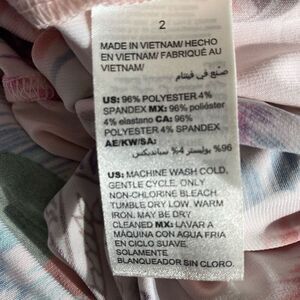 2
MADE IN VIETNAM/ HECHO
EN VIETNAM/ FABRIQUÉ AU
VIETNAM/
صنع في فيتنام
US: 96% POLYESTER 4%
SPANDEX MX: 96% poliéster
4% elastano CA: 96%
POLYESTER 4% SPANDEX
AE/KW/SA:
96% بوليستر 4% سباندیكس
US: MACHINE WASH COLD,
GENTLE CYCLE, ONLY
NON-CHLORINE BLEACH.
TUMBLE DRY LOW. WARM
IRON. MAY BE DRY
CLEANED MX: LAVAR A
MÁQUINA CON AGUA FRIA
EN CICLO SUAVE.
SOLAMENTE
BLANQUEADOR SIN CLORO.